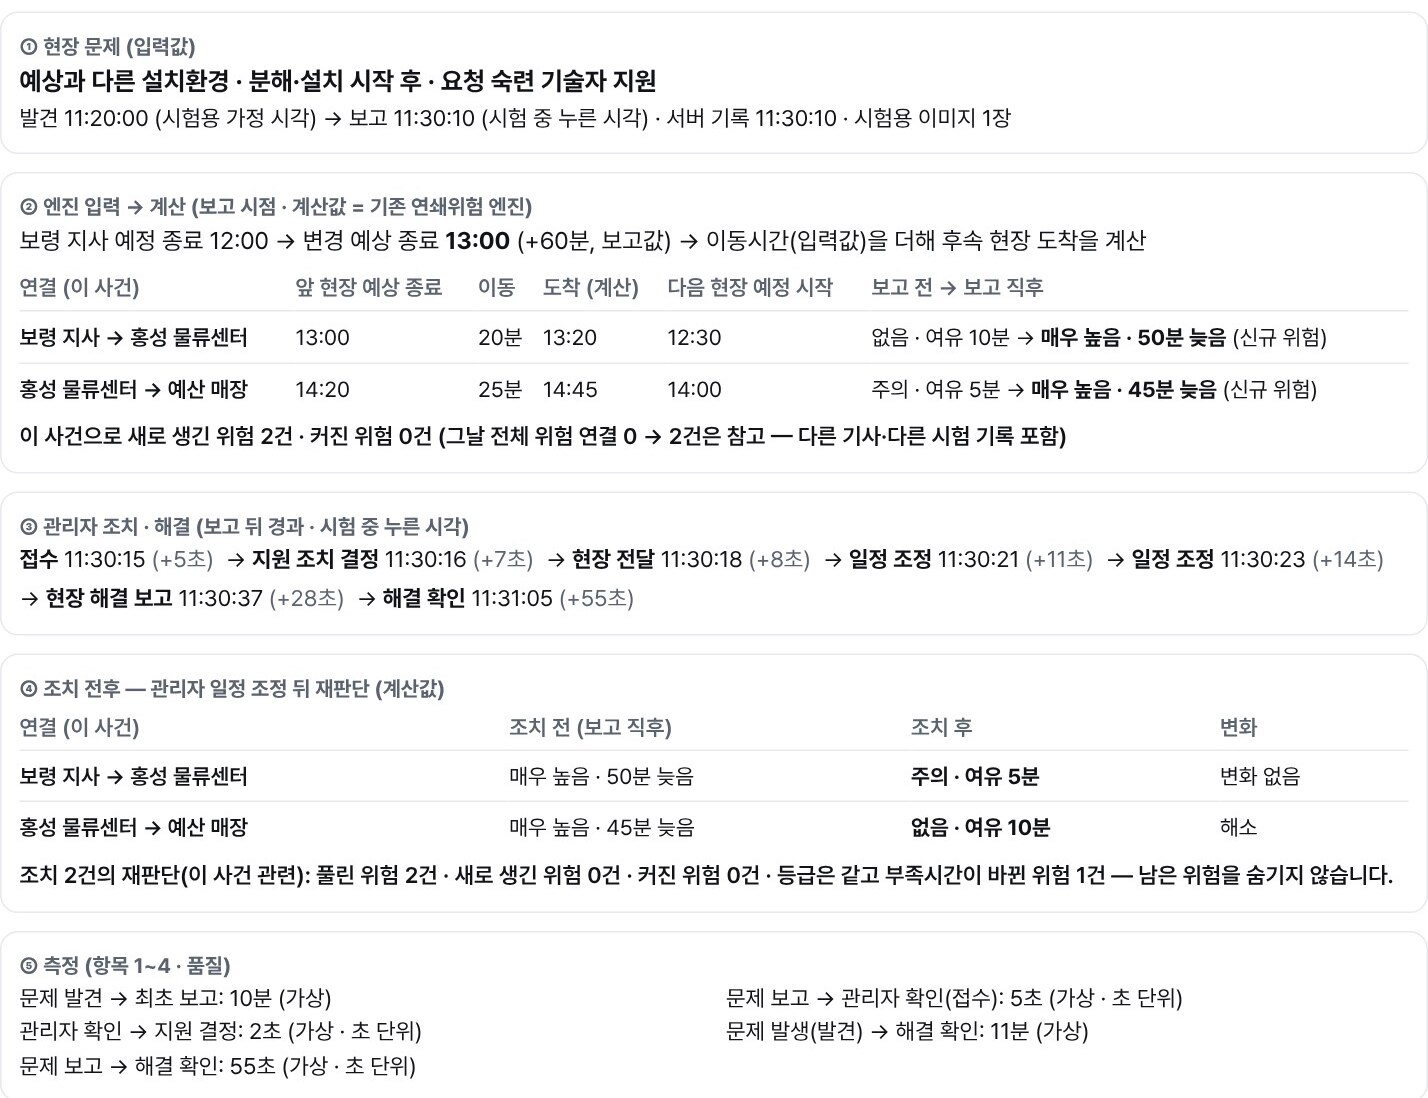 ① 현장 문제 (입력값)
예상과 다른 설치환경 · 분해·설치 시작 후 · 요청 숙련 기술자 지원
발견 11:20:00 (시험용 가정 시각) → 보고 11:30:10 (시험 중 누른 시각) · 서버 기록 11:30:10 · 시험용 이미지 1장
② 엔진 입력 → 계산 (보고 시점 · 계산값 = 기존 연쇄위험 엔진)
보령 지사 예정 종료 12:00 → 변경 예상 종료 13:00 (+60분, 보고값) → 이동시간(입력값)을 더해 후속 현장 도착을 계산
연결 (이 사건) 앞 현장 예상 종료 이동 도착 (계산) 다음 현장 예정 시작 보고 전 → 보고 직후
보령 지사 → 홍성 물류센터 13:00 20분 13:20 12:30 없음 · 여유 10분 → 매우 높음 · 50분 늦음 (신규 위험)
홍성 물류센터 → 예산 매장 14:20 25분 14:45 14:00 주의 · 여유 5분 → 매우 높음 · 45분 늦음 (신규 위험)
이 사건으로 새로 생긴 위험 2건 · 커진 위험 0건 (그날 전체 위험 연결 0 → 2건은 참고 — 다른 기사·다른 시험 기록 포함)
③ 관리자 조치 · 해결 (보고 뒤 경과 · 시험 중 누른 시각)
접수 11:30:15 (+5초) → 지원 조치 결정 11:30:16 (+7초) → 현장 전달 11:30:18 (+8초) → 일정 조정 11:30:21 (+11초) → 일정 조정 11:30:23 (+14초)
→ 현장 해결 보고 11:30:37 (+28초) → 해결 확인 11:31:05 (+55초)
④ 조치 전후 — 관리자 일정 조정 뒤 재판단 (계산값)
연결 (이 사건) 조치 전 (보고 직후) 조치 후 변화
보령 지사 → 홍성 물류센터 매우 높음 · 50분 늦음 주의 · 여유 5분 변화 없음
홍성 물류센터 → 예산 매장 매우 높음 · 45분 늦음 없음 · 여유 10분 해소
조치 2건의 재판단(이 사건 관련): 풀린 위험 2건 · 새로 생긴 위험 0건 · 커진 위험 0건 · 등급은 같고 부족시간이 바뀐 위험 1건 — 남은 위험을 숨기지 않습니다.
⑤ 측정 (항목 1~4 · 품질)
문제 발견 → 최초 보고: 10분 (가상) 문제 보고 → 관리자 확인(접수): 5초 (가상 · 초 단위)
관리자 확인 → 지원 결정: 2초 (가상 · 초 단위) 문제 발생(발견) → 해결 확인: 11분 (가상)
문제 보고 → 해결 확인: 55초 (가상 · 초 단위)